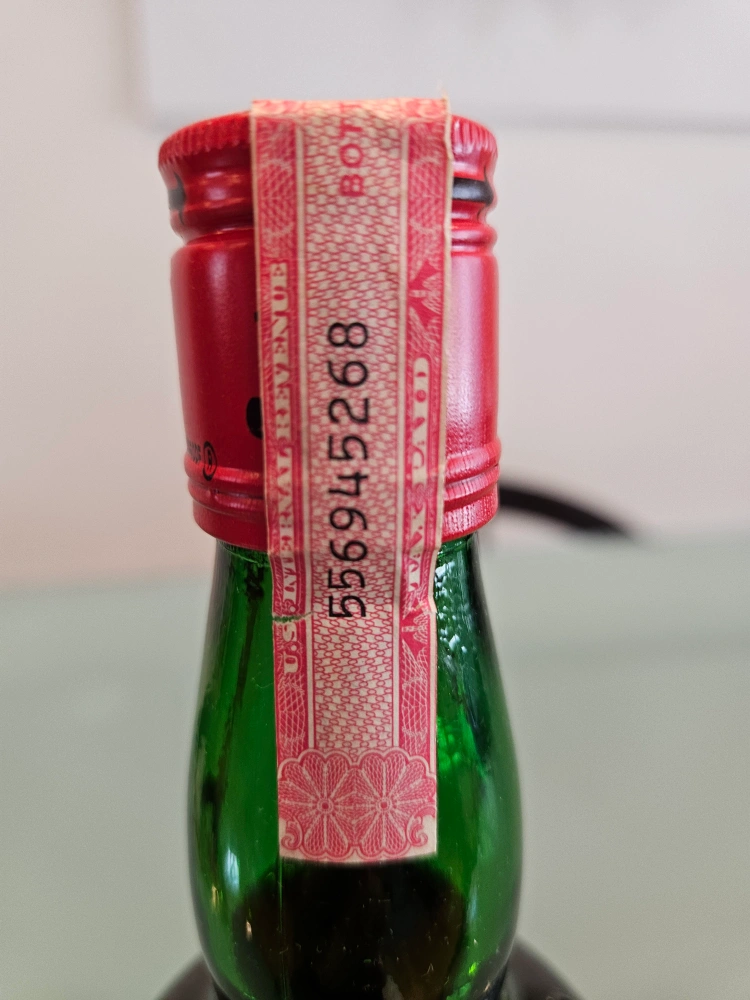 BOT
U.S. INTERNAL REVENUE
556945268
TAX PAID